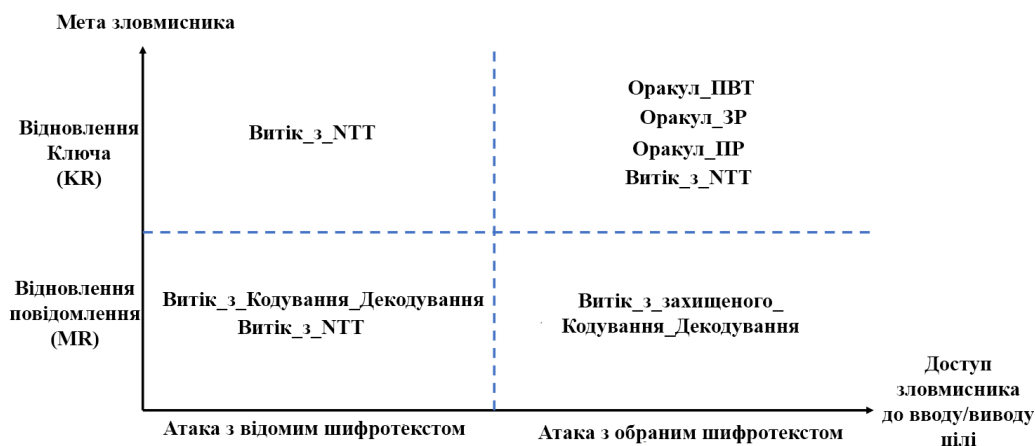 Мета зловмисника
Відновлення
Ключа
(KR)
Витік_з_NTT
Оракул_ПВТ
Оракул_ЗР
Оракул_ПР
Витік_з_NTT
Відновлення
повідомлення
(MR)
Витік_з_Кодування_Декодування
Витік_з_NTT
Витік_з_захищеного_
Кодування_Декодування
Атака з відомим шифротекстом
Атака з обраним шифротекстом
Доступ
зловмисника
до вводу/виводу
цілі